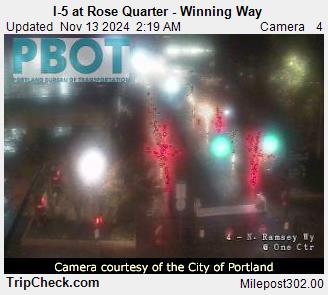 I-5 at Rose Quarter - Winning Way
Updated Nov 13 2024 2:19 AM Camera 4
PBOT
PORTLAND BUREAU OF TRANSPORTATION
4 - N. Ramsey Wy
@ One Ctr
Camera courtesy of the City of Portland
TripCheck.com Milepost302.00